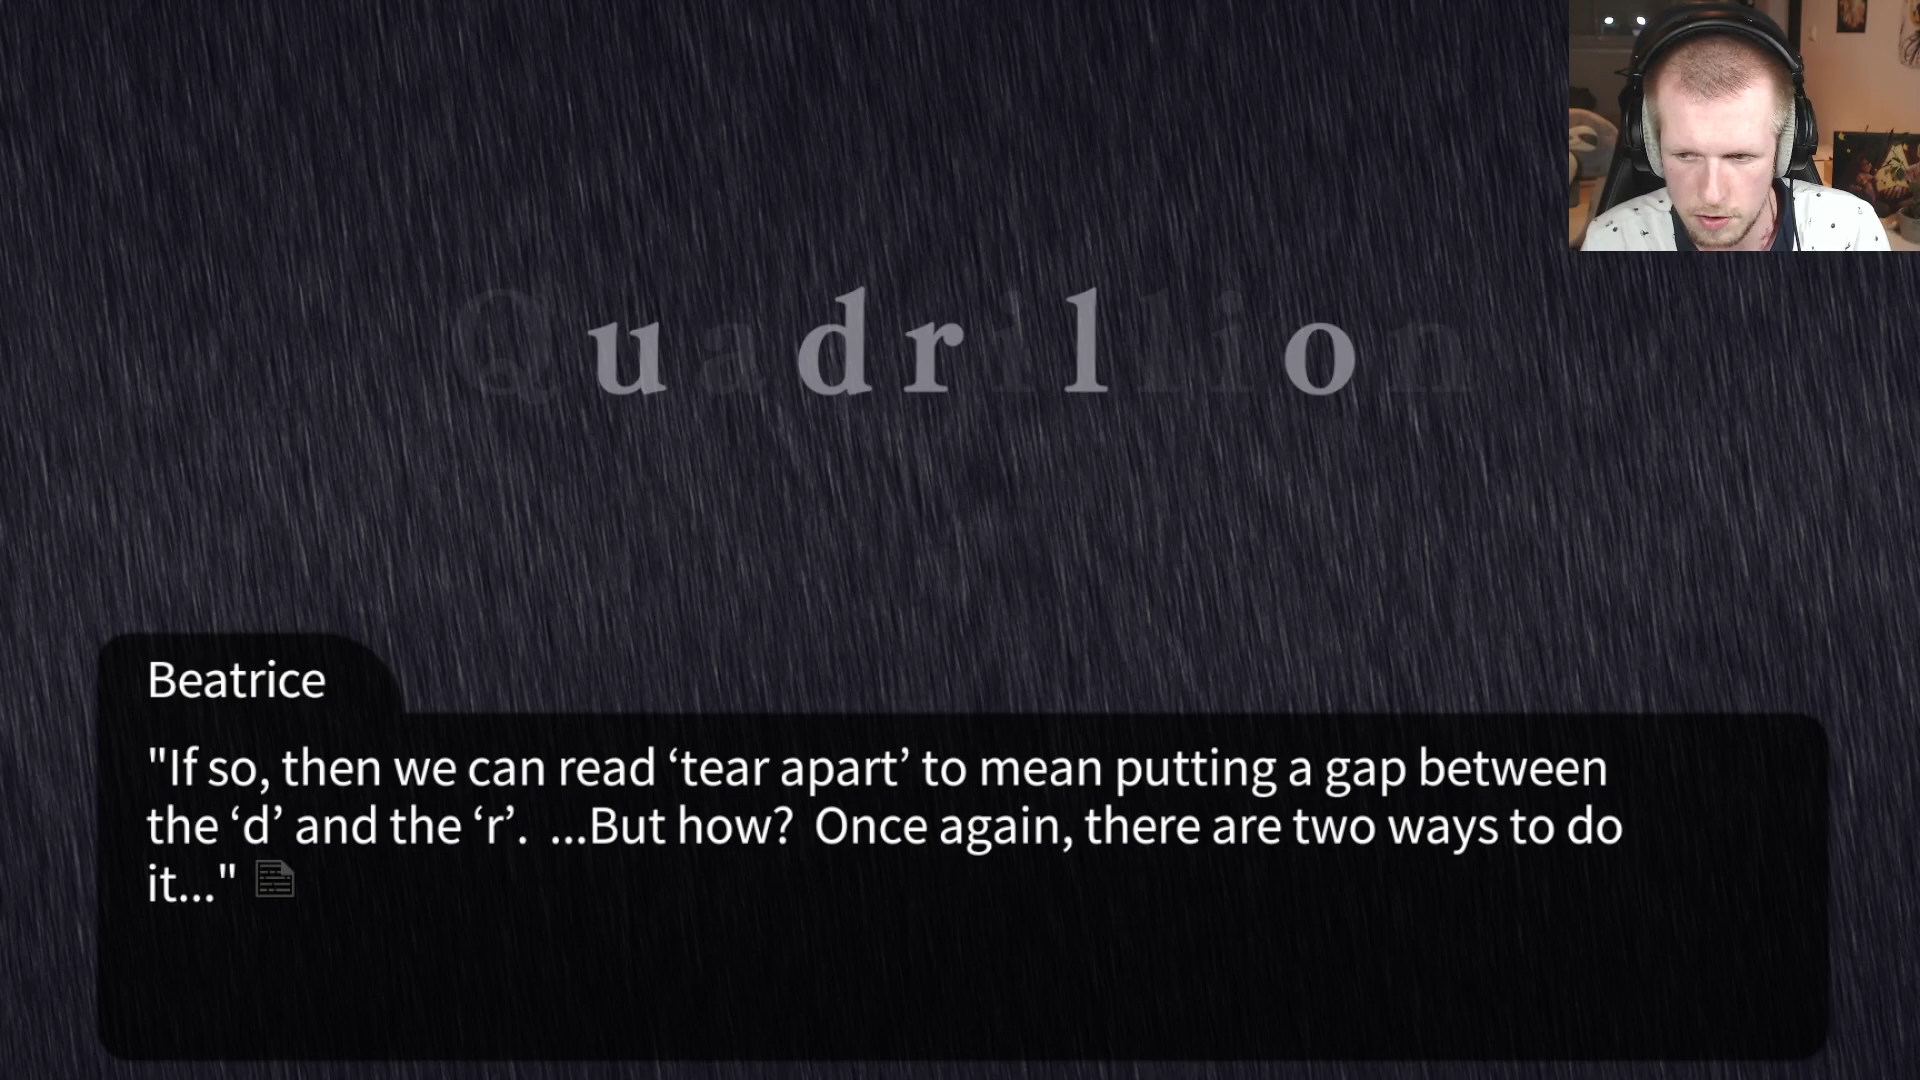 Quadrillion
Beatrice
"If so, then we can read ‘tear apart’ to mean putting a gap between
the ‘d’ and the ‘r’.  ...But how?  Once again, there are two ways to do
it..."